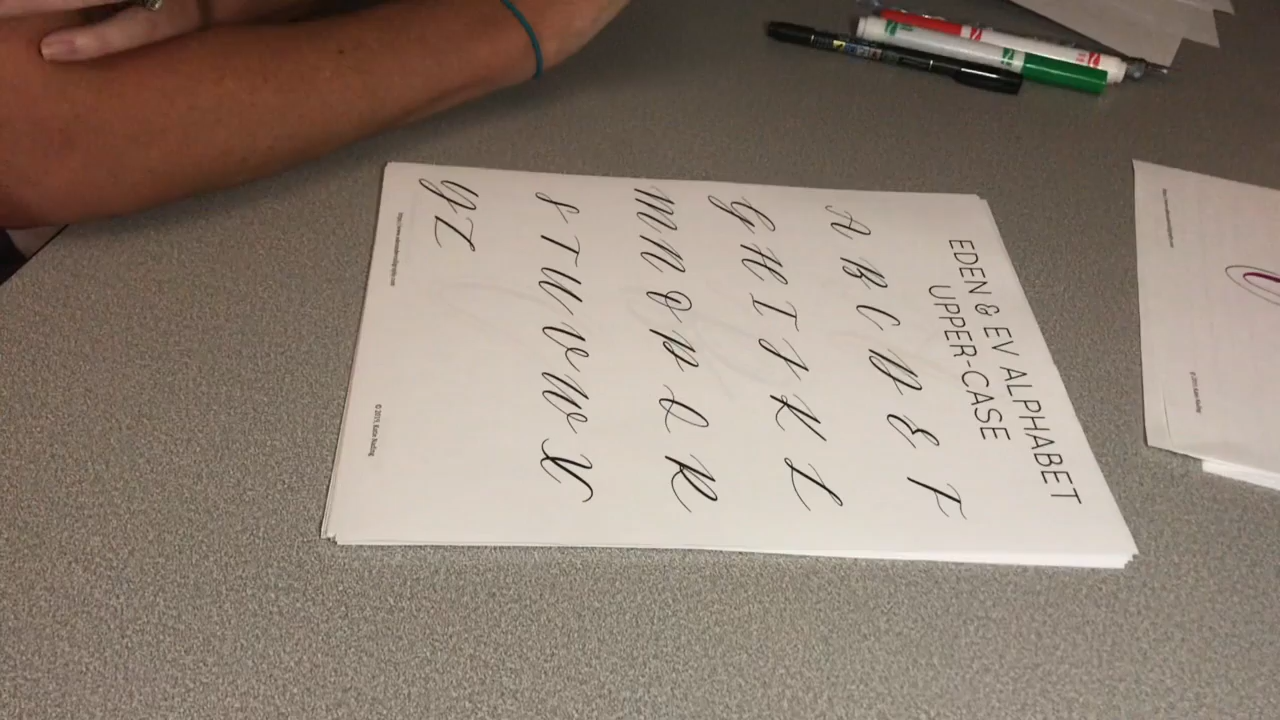 EDEN & EV ALPHABET
UPPER-CASE
A B C D E F
G H I J K L
M N O P Q R
S T U V W X
Y Z